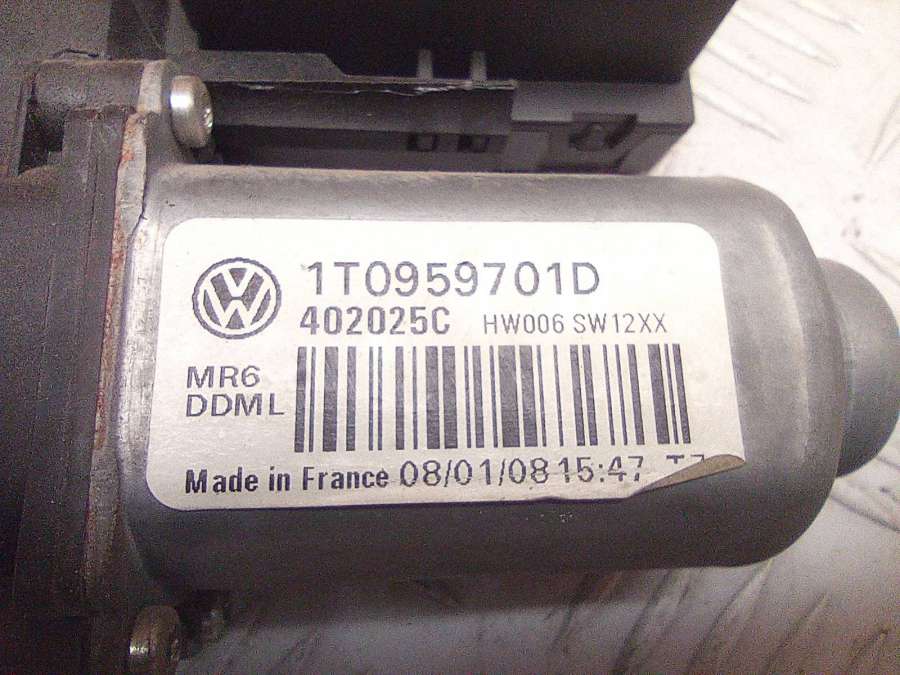 1T0959701D
402025C HW006 SW12XX
MR6
DDML
Made in France 08/01/08 15:47